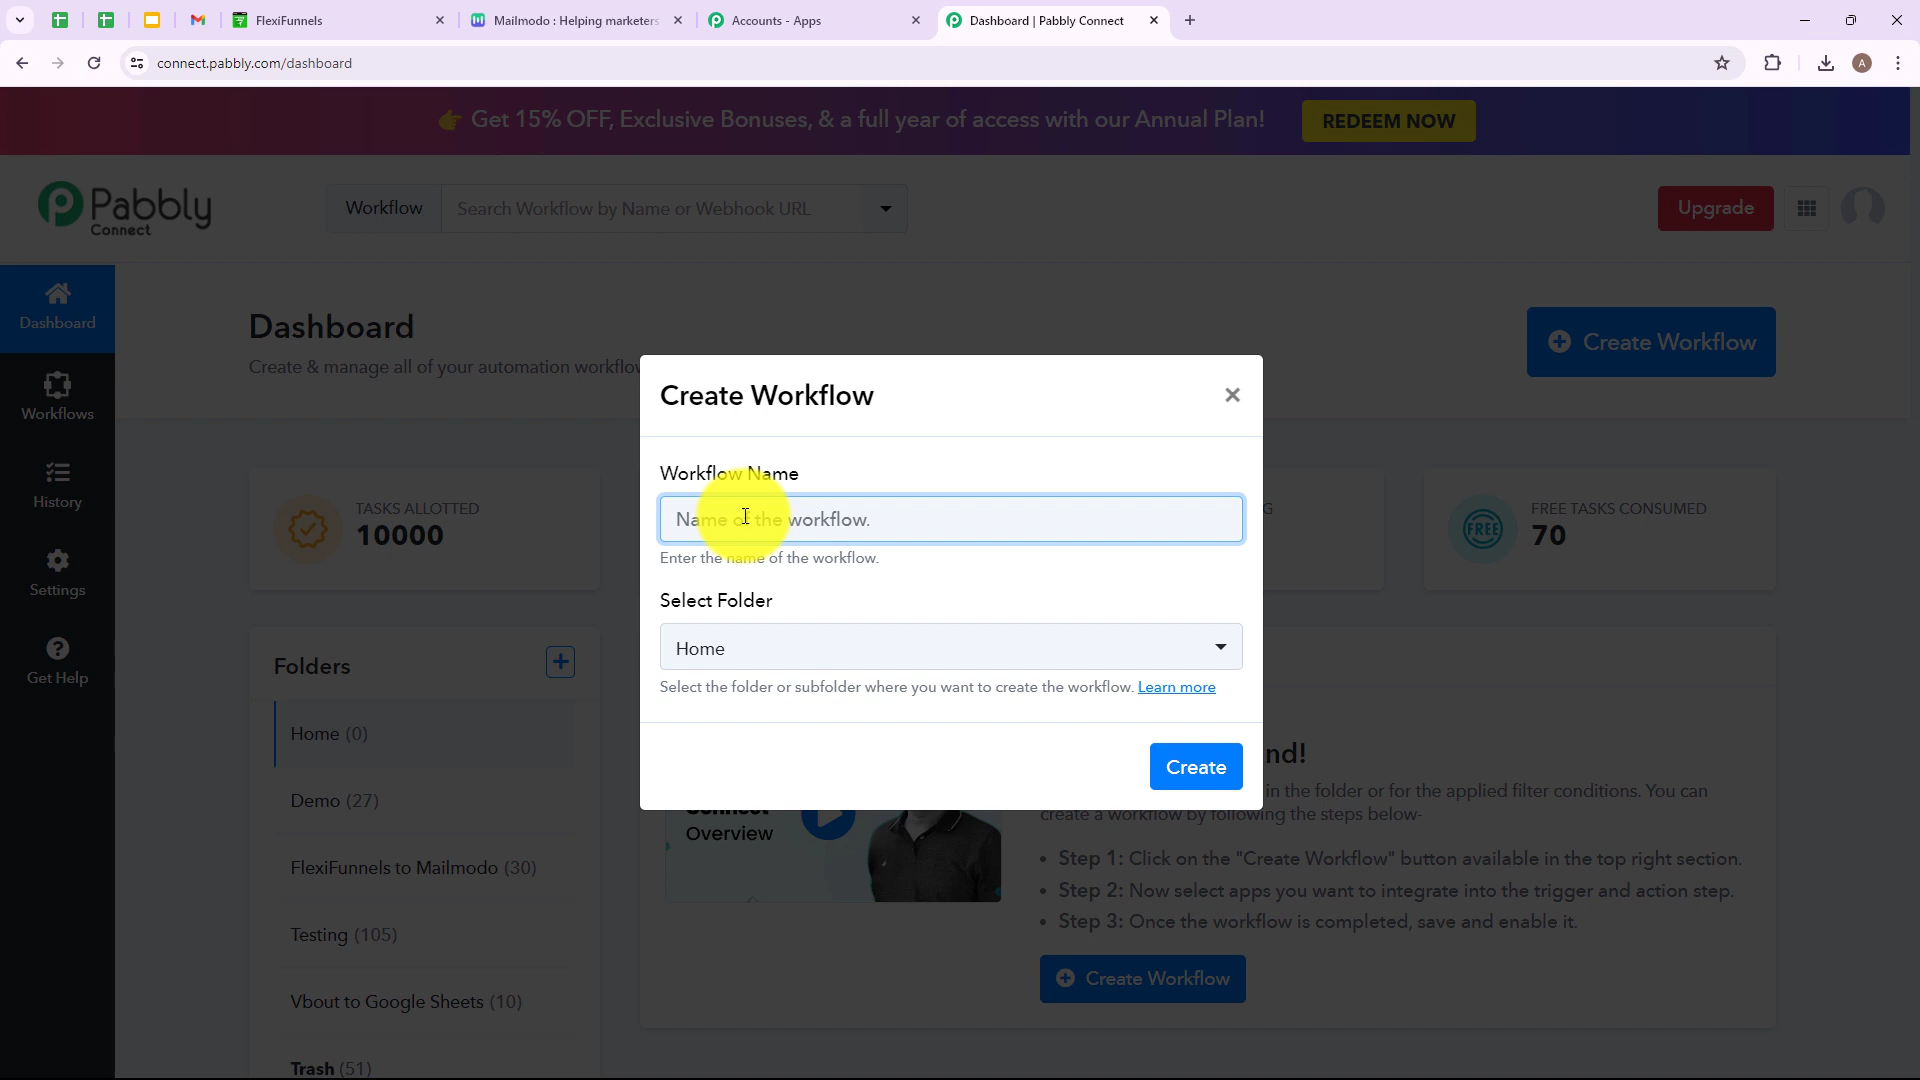 FlexiFunnels
Mailmodo : Helping marketers
Accounts - Apps
Dashboard | Pabbly Connect
connect.pabbly.com/dashboard
A
👉 Get 15% OFF, Exclusive Bonuses, & a full year of access with our Annual Plan!
REDEEM NOW
Pabbly
Connect
Workflow
Search Workflow by Name or Webhook URL
Upgrade
Dashboard
Workflows
History
Settings
Get Help
Dashboard
Create & manage all of your automation workflow
Create Workflow
TASKS ALLOTTED
10000
G
FREE
FREE TASKS CONSUMED
70
Create Workflow
Workflow Name
Name of the workflow.
Enter the name of the workflow.
Select Folder
Home
Select the folder or subfolder where you want to create the workflow. Learn more
Create
Folders
Home (0)
Demo (27)
FlexiFunnels to Mailmodo (30)
Testing (105)
Vbout to Google Sheets (10)
Trash (51)
Connect
Overview
nd!
in the folder or for the applied filter conditions. You can
create a workflow by following the steps below-
• Step 1: Click on the "Create Workflow" button available in the top right section.
• Step 2: Now select apps you want to integrate into the trigger and action step.
• Step 3: Once the workflow is completed, save and enable it.
Create Workflow